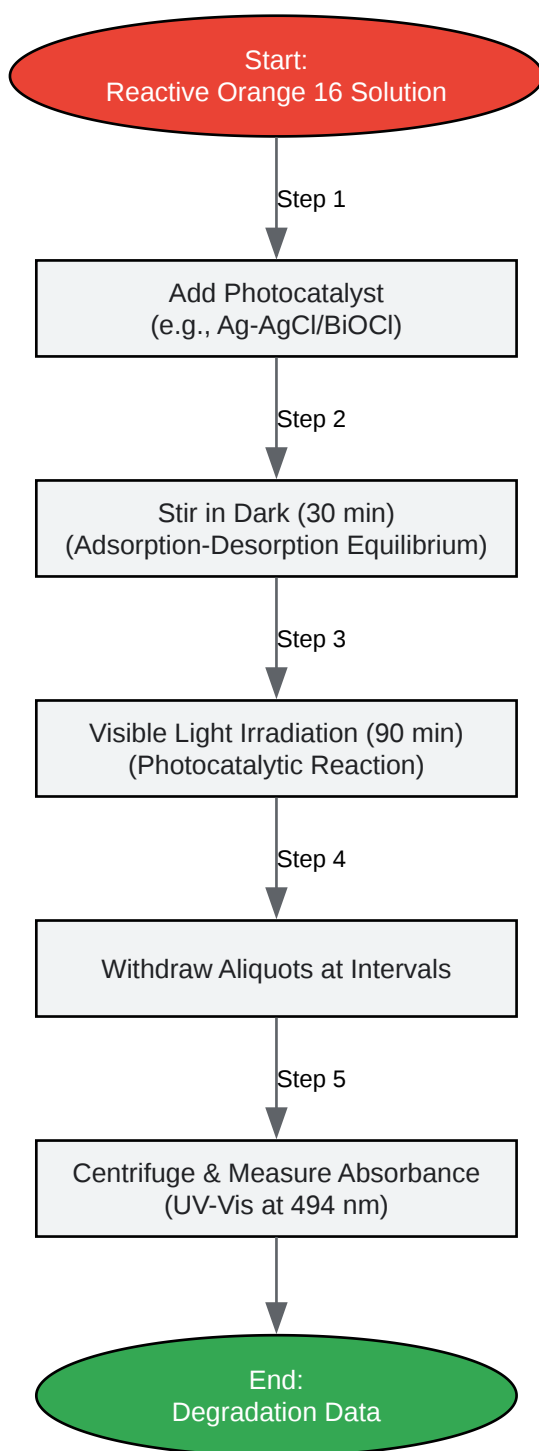 Start:
Reactive Orange 16 Solution
Step 1
Add Photocatalyst
(e.g., Ag-AgCl/BiOCl)
Step 2
Stir in Dark (30 min)
(Adsorption-Desorption Equilibrium)
Step 3
Visible Light Irradiation (90 min)
(Photocatalytic Reaction)
Step 4
Withdraw Aliquots at Intervals
Step 5
Centrifuge & Measure Absorbance
(UV-Vis at 494 nm)
End:
Degradation Data